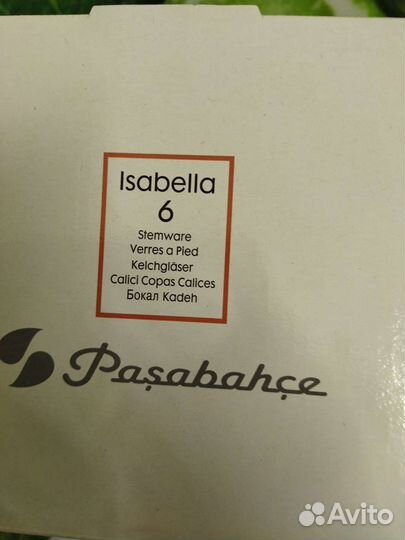 Isabella
6
Stemware
Verres a Pied
Kelchgläser
Calici Copas Calices
Бокал Kadeh
Paşabahçe
Avito